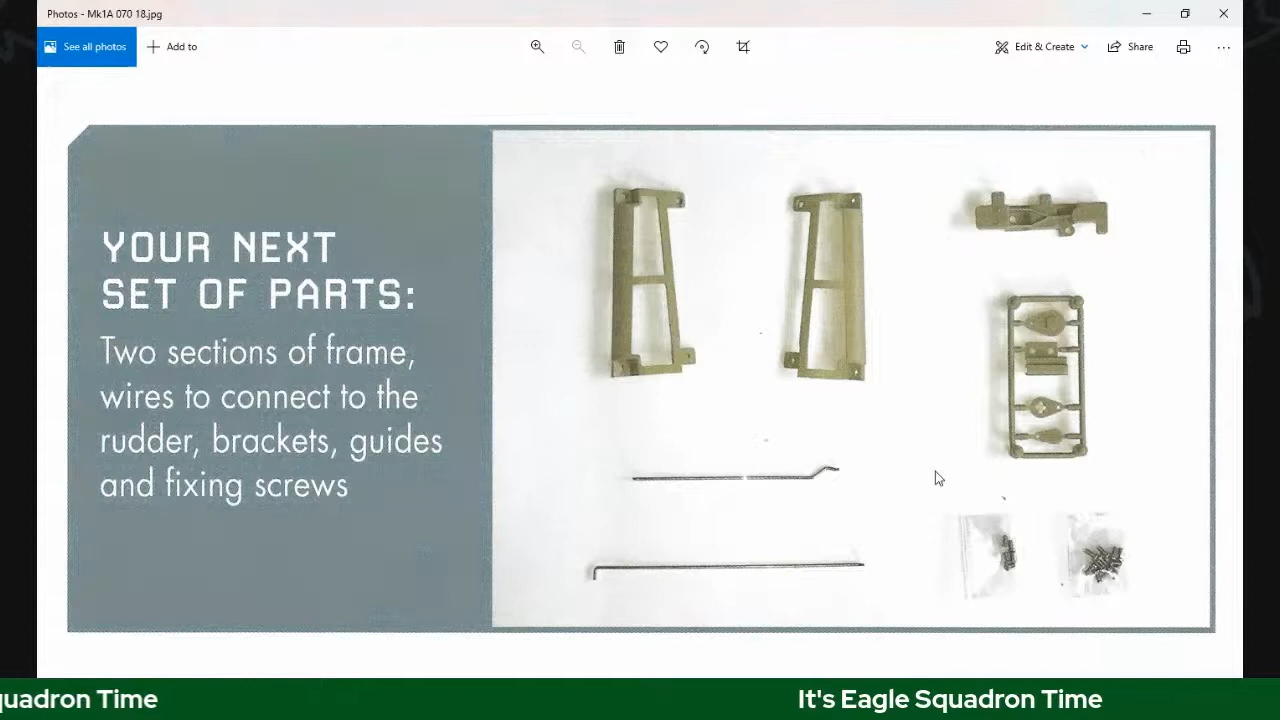 Photos - Mk1A 070 18.jpg
See all photos
Add to
Edit & Create
Share
YOUR NEXT
SET OF PARTS:
Two sections of frame,
wires to connect to the
rudder, brackets, guides
and fixing screws
quadron Time
It's Eagle Squadron Time